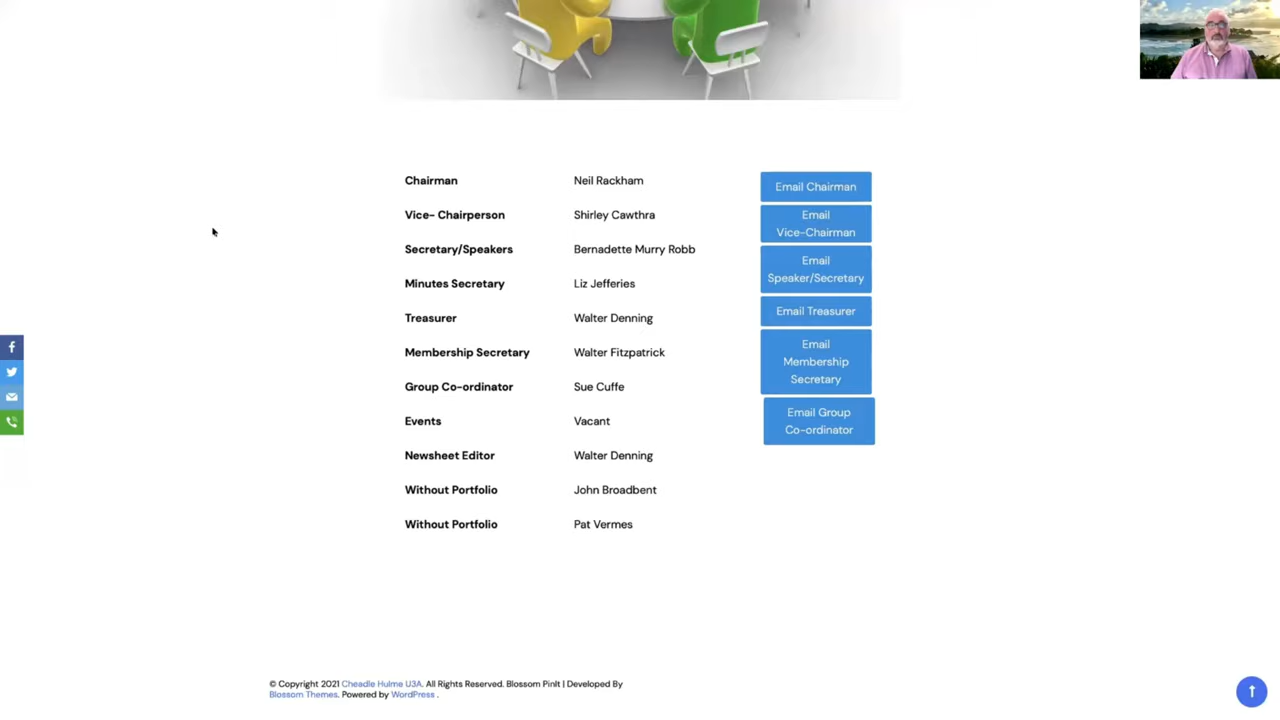 Chairman Neil Rackham Email Chairman
Vice- Chairperson Shirley Cawthra Email
Vice-Chairman
Secretary/Speakers Bernadette Murry Robb Email
Speaker/Secretary
Minutes Secretary Liz Jefferies
Treasurer Walter Denning Email Treasurer
Membership Secretary Walter Fitzpatrick Email
Membership
Secretary
Group Co-ordinator Sue Cuffe Email Group
Co-ordinator
Events Vacant
Newsheet Editor Walter Denning
Without Portfolio John Broadbent
Without Portfolio Pat Vermes
© Copyright 2021 Cheadle Hulme U3A. All Rights Reserved. Blossom PinIt | Developed By
Blossom Themes. Powered by WordPress .